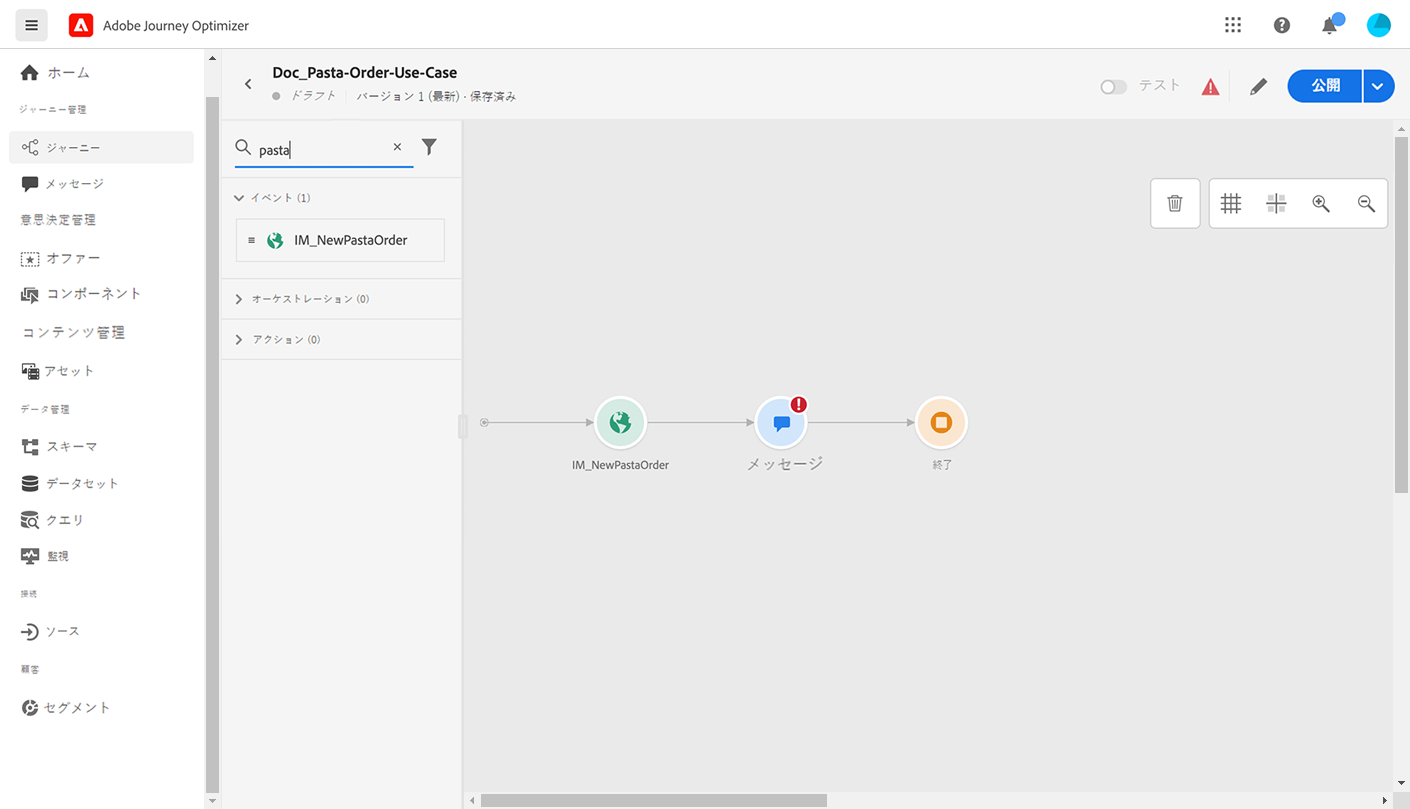 Adobe Journey Optimizer
ホーム
ジャーニー管理
ジャーニー
メッセージ
意思決定管理
オファー
コンポーネント
コンテンツ管理
アセット
データ管理
スキーマ
データセット
クエリ
監視
接続
ソース
顧客
セグメント
Doc_Pasta-Order-Use-Case
ドラフト バージョン 1 (最新)・保存済み
テスト
公開
pasta
イベント (1)
IM_NewPastaOrder
オーケストレーション (0)
アクション (0)
IM_NewPastaOrder
メッセージ
終了